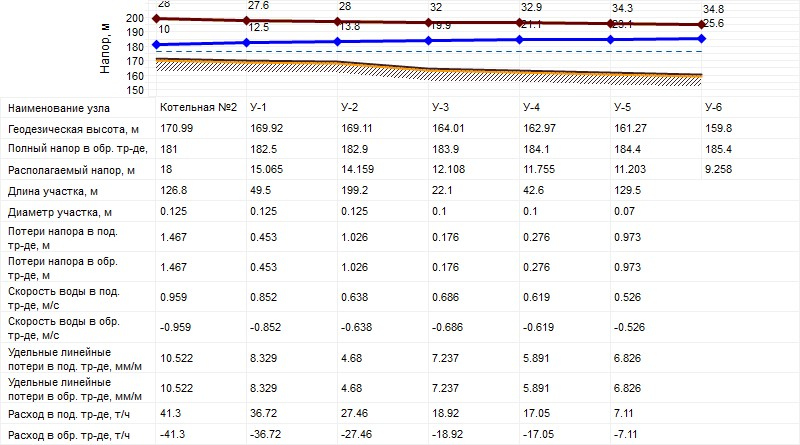 28 27.6 28 32 32.9 34.3 34.8
200
10 12.5 13.8 19.9 21.1 23.1 25.6
190
180
170
160
150
Напор, м
Наименование узла Котельная №2 У-1 У-2 У-3 У-4 У-5 У-6
Геодезическая высота, м 170.99 169.92 169.11 164.01 162.97 161.27 159.8
Полный напор в обр. тр-де, 181 182.5 182.9 183.9 184.1 184.4 185.4
Располагаемый напор, м 18 15.065 14.159 12.108 11.755 11.203 9.258
Длина участка, м 126.8 49.5 199.2 22.1 42.6 129.5
Диаметр участка, м 0.125 0.125 0.125 0.1 0.1 0.07
Потери напора в под.
тр-де, м 1.467 0.453 1.026 0.176 0.276 0.973
Потери напора в обр.
тр-де, м 1.467 0.453 1.026 0.176 0.276 0.973
Скорость воды в под.
тр-де, м/с 0.959 0.852 0.638 0.686 0.619 0.526
Скорость воды в обр.
тр-де, м/с -0.959 -0.852 -0.638 -0.686 -0.619 -0.526
Удельные линейные
потери в под. тр-де, мм/м 10.522 8.329 4.68 7.237 5.891 6.826
Удельные линейные
потери в обр. тр-де, мм/м 10.522 8.329 4.68 7.237 5.891 6.826
Расход в под. тр-де, т/ч 41.3 36.72 27.46 18.92 17.05 7.11
Расход в обр. тр-де, т/ч -41.3 -36.72 -27.46 -18.92 -17.05 -7.11